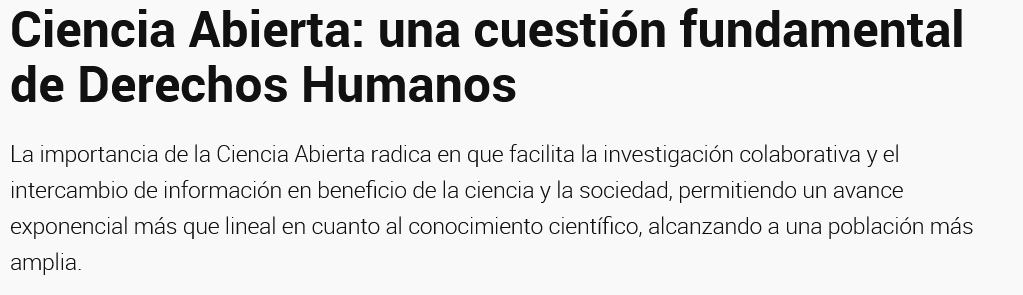 Ciencia Abierta: una cuestión fundamental
de Derechos Humanos
La importancia de la Ciencia Abierta radica en que facilita la investigación colaborativa y el
intercambio de información en beneficio de la ciencia y la sociedad, permitiendo un avance
exponencial más que lineal en cuanto al conocimiento científico, alcanzando a una población más
amplia.